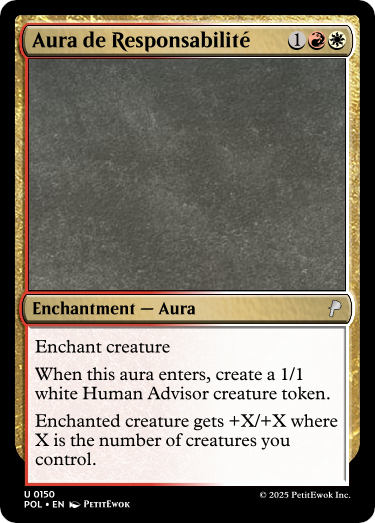 Aura de Responsabilité 1
Enchantment — Aura
Enchant creature
When this aura enters, create a 1/1
white Human Advisor creature token.
Enchanted creature gets +X/+X where
X is the number of creatures you
control.
U 0150
POL • EN PetitEwok
© 2025 PetitEwok Inc.